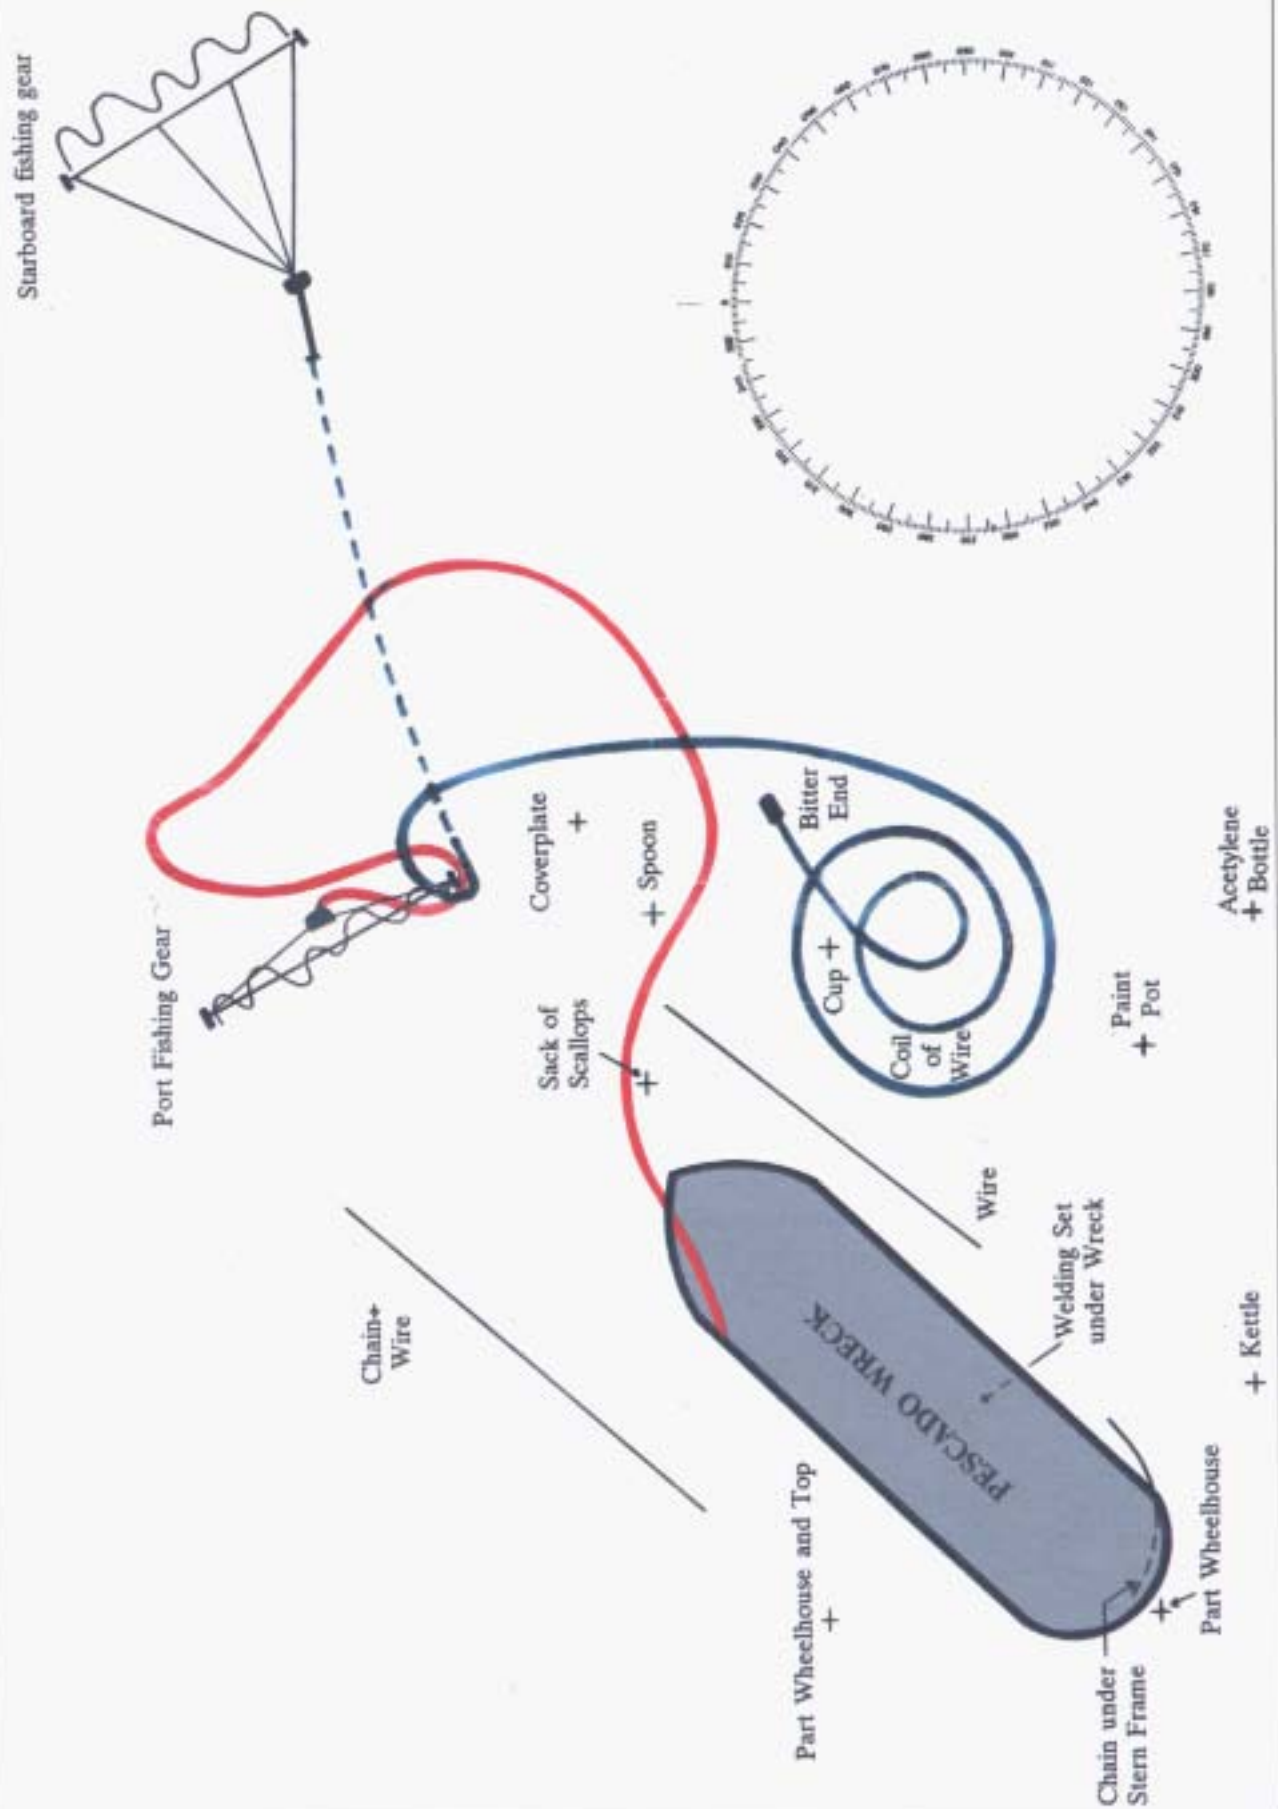 Starboard fishing gear
Port Fishing Gear
Coverplate
Spoon
Bitter
End
Cup
Coil
of
Wire
Sack of
Scallops
Acetylene
Bottle
Paint
Pot
Wire
Chain+
Wire
Welding Set
under Wreck
PESCADO WRECK
Kettle
Part Wheelhouse and Top
Part Wheelhouse
Chain under
Stern Frame